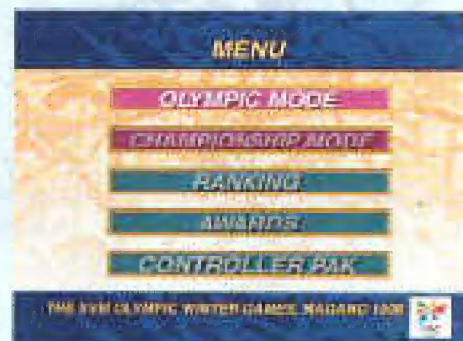 MENU
OLYMPIC MODE
CHAMPIONSHIP MODE
RANKING
AWARDS
CONTROLLER PAK
THE XVIII OLYMPIC WINTER GAMES, NAGANO 1998